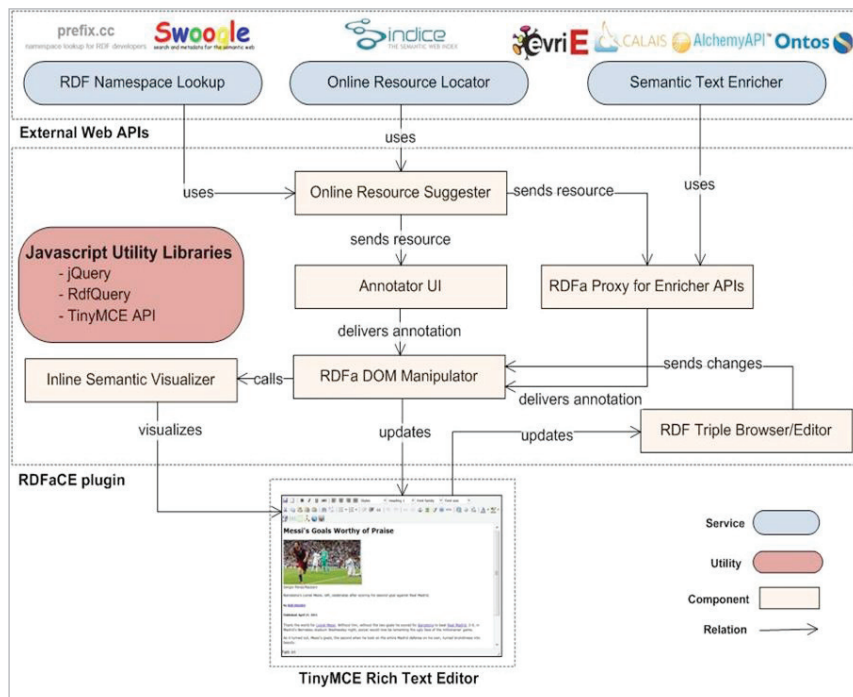 prefix.cc
namespace lookup for RDF developers
Swoogle
search and metadata for the semantic web
Sindice
THE SEMANTIC WEB INDEX
evri
CALAIS
AlchemyAPI™
Ontos
RDF Namespace Lookup
Online Resource Locator
Semantic Text Enricher
External Web APIs
uses
uses
uses
Online Resource Suggester
sends resource
sends resource
Javascript Utility Libraries
- jQuery
- RdfQuery
- TinyMCE API
Annotator UI
RDFa Proxy for Enricher APIs
delivers annotation
Inline Semantic Visualizer
calls
RDFa DOM Manipulator
sends changes
delivers annotation
visualizes
updates
updates
RDF Triple Browser/Editor
RDFaCE plugin
Messi's Goals Worthy of Praise
TinyMCE Rich Text Editor
Service
Utility
Component
Relation